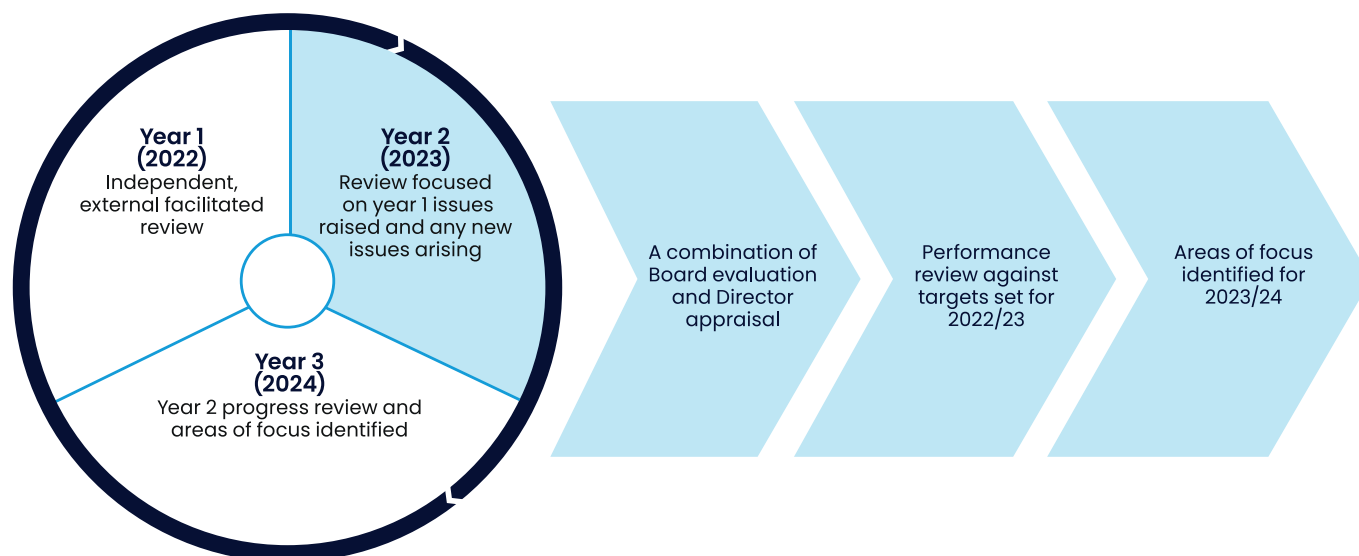 Year 1
(2022)
Independent,
external facilitated
review
Year 2
(2023)
Review focused
on year 1 issues
raised and any new
issues arising
Year 3
(2024)
Year 2 progress review and
areas of focus identified
A combination of
Board evaluation
and Director
appraisal
Performance
review against
targets set for
2022/23
Areas of focus
identified for
2023/24